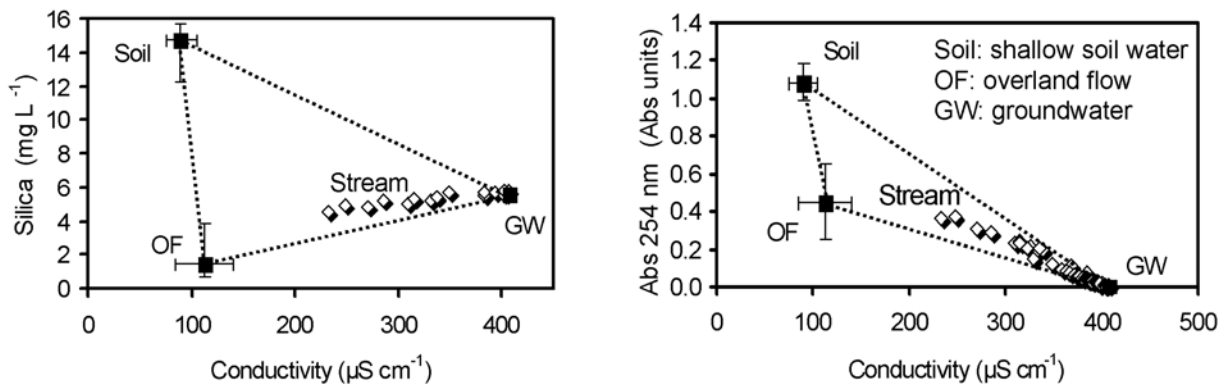 Silica (mg L⁻¹)
16
14
12
10
8
6
4
2
0
Soil
Stream
OF
GW
0 100 200 300 400
Conductivity (µS cm⁻¹)
Abs 254 nm (Abs units)
1.4
1.2
1.0
0.8
0.6
0.4
0.2
0.0
Soil
Soil: shallow soil water
OF: overland flow
GW: groundwater
Stream
OF
GW
0 100 200 300 400 500
Conductivity (µS cm⁻¹)